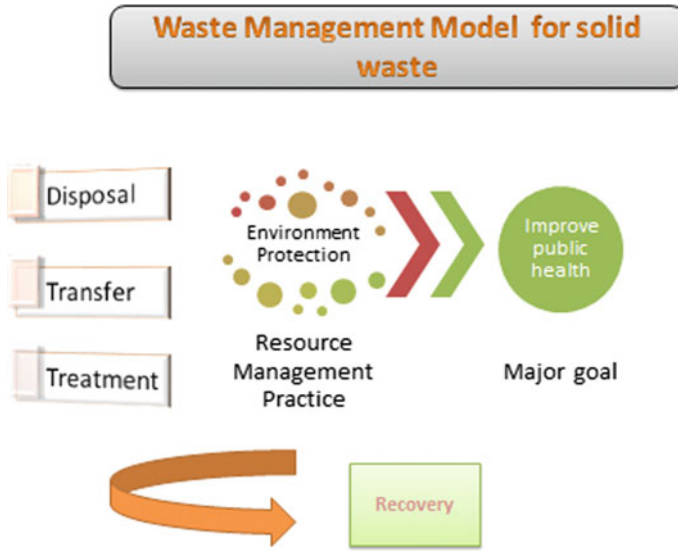 Waste Management Model for solid
waste
Disposal
Transfer
Treatment
Environment
Protection
Resource
Management
Practice
Improve
public
health
Major goal
Recovery